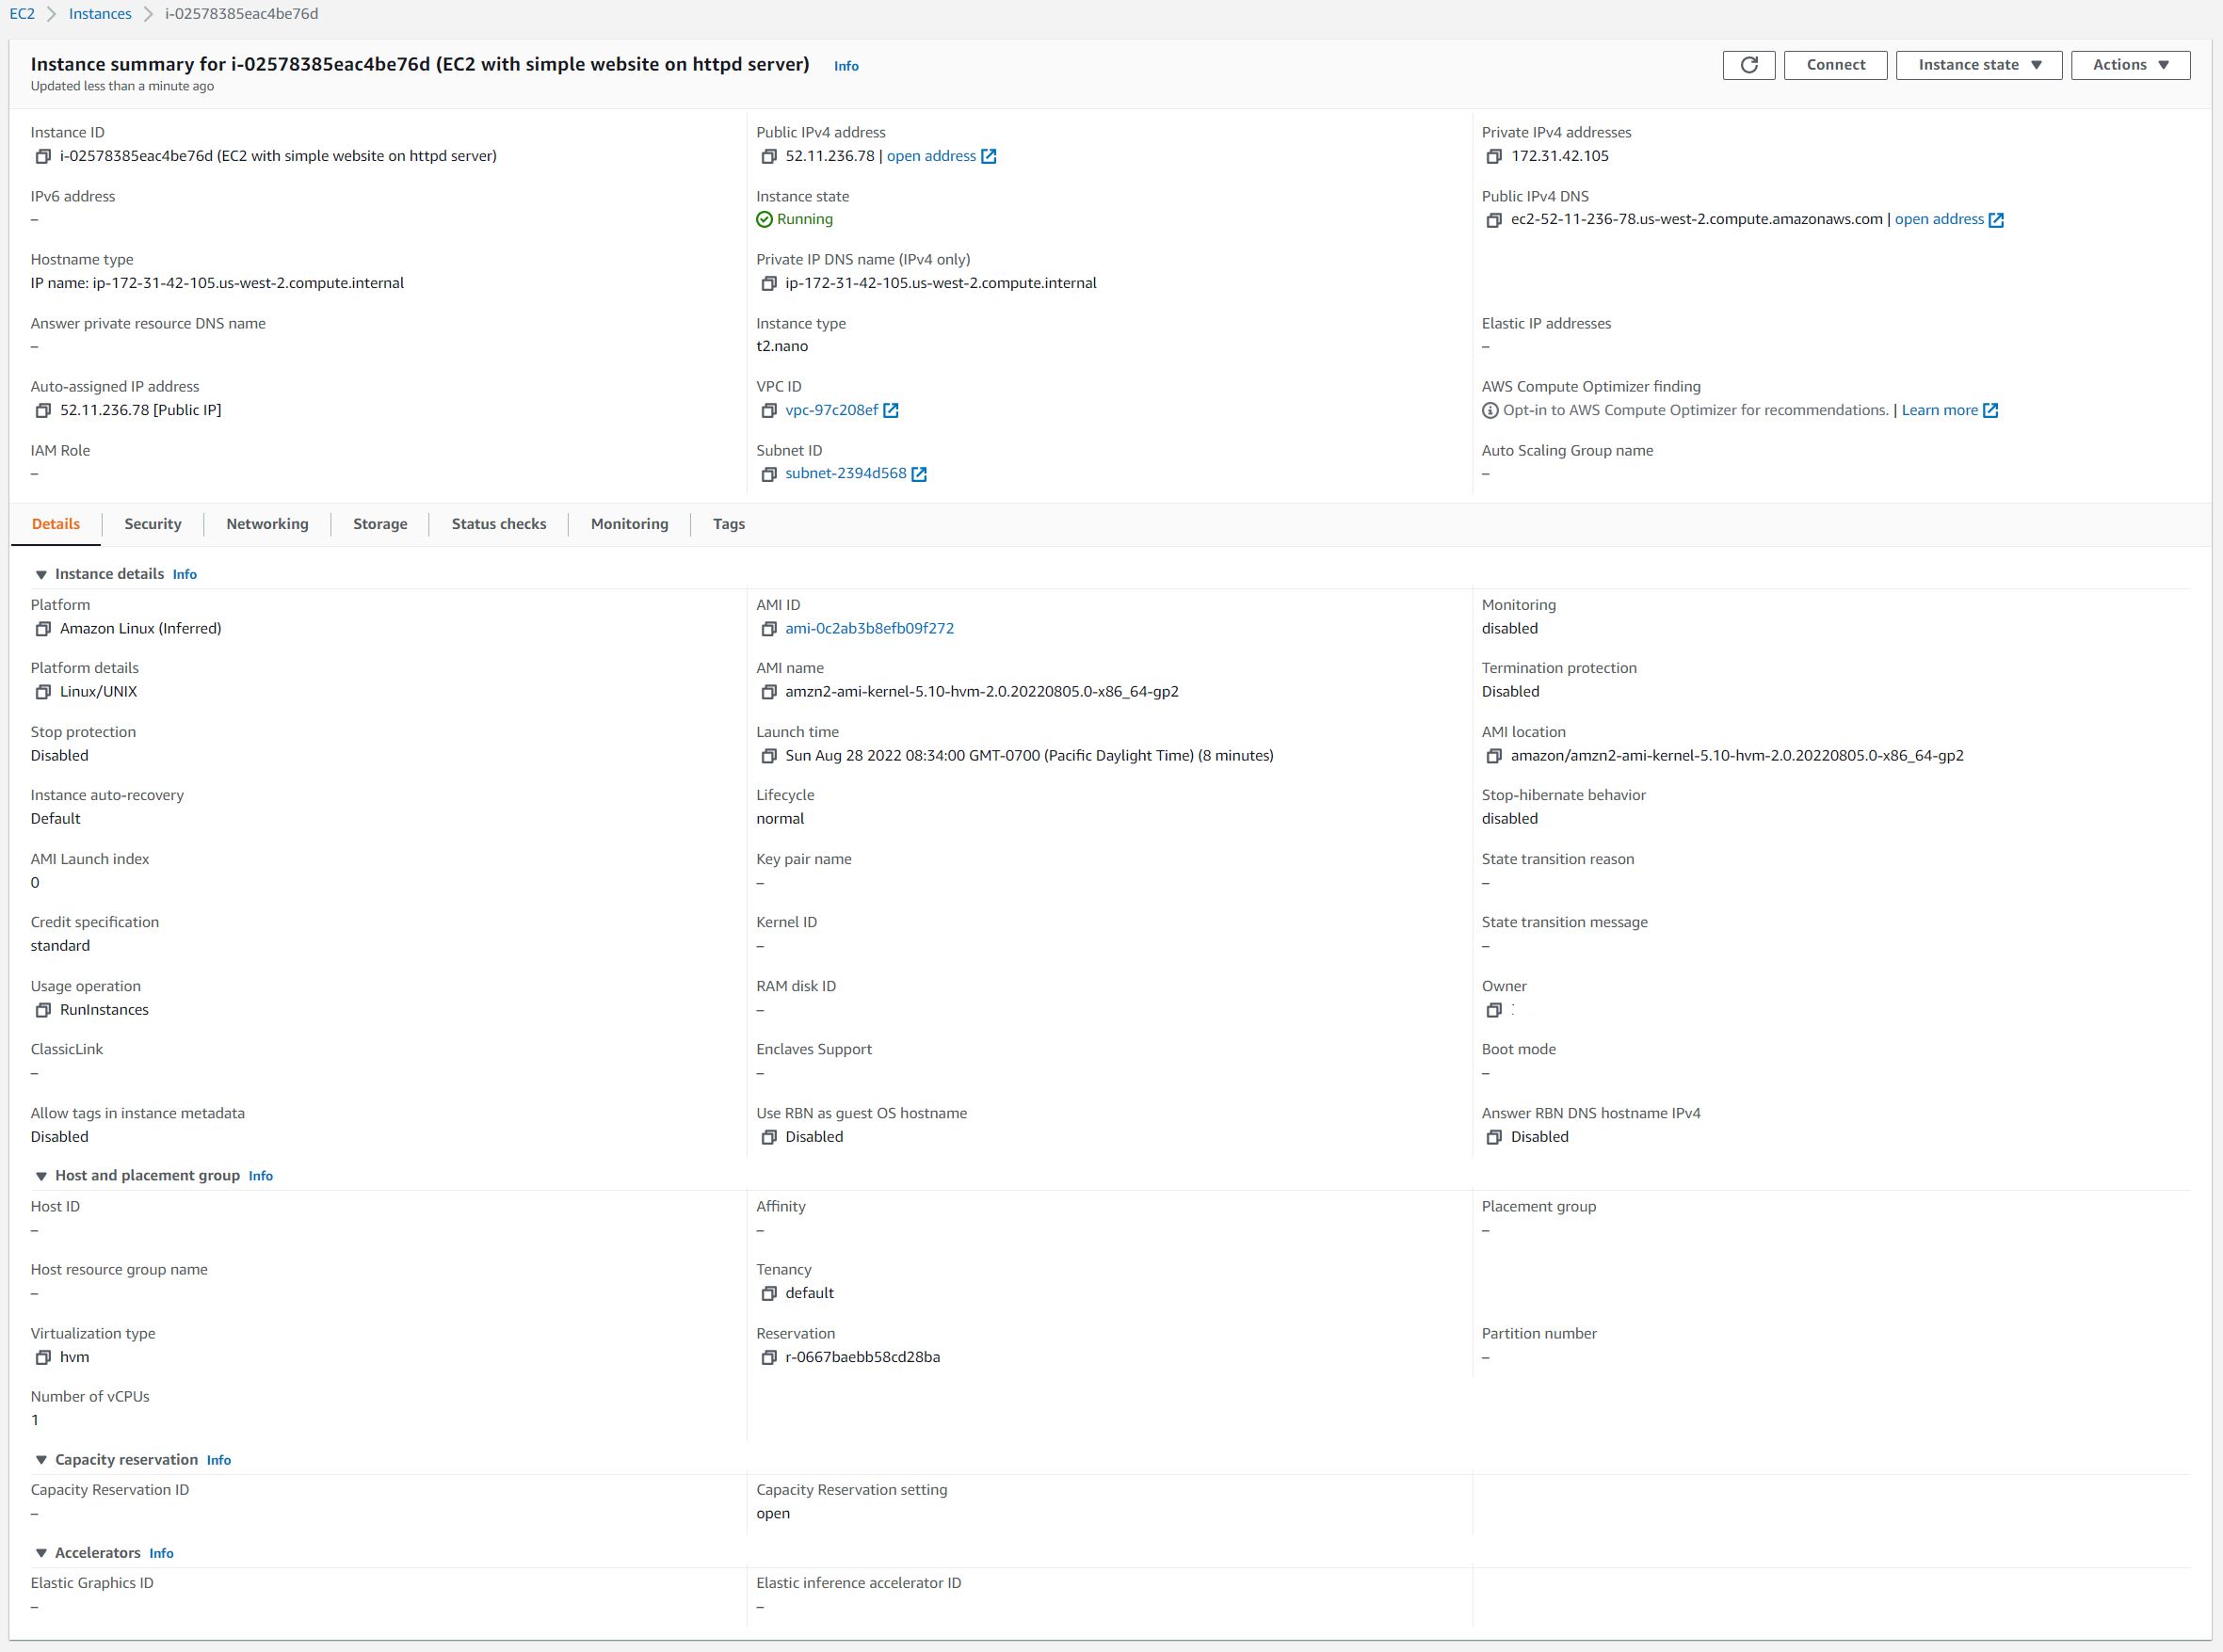 EC2 > Instances > i-02578385eac4be76d
Instance summary for i-02578385eac4be76d (EC2 with simple website on httpd server) Info
Updated less than a minute ago
Connect
Instance state
Actions
Instance ID
i-02578385eac4be76d (EC2 with simple website on httpd server)
Public IPv4 address
52.11.236.78 | open address
Private IPv4 addresses
172.31.42.105
IPv6 address
–
Instance state
Running
Public IPv4 DNS
ec2-52-11-236-78.us-west-2.compute.amazonaws.com | open address
Hostname type
IP name: ip-172-31-42-105.us-west-2.compute.internal
Private IP DNS name (IPv4 only)
ip-172-31-42-105.us-west-2.compute.internal
Answer private resource DNS name
–
Instance type
t2.nano
Elastic IP addresses
–
Auto-assigned IP address
52.11.236.78 [Public IP]
VPC ID
vpc-97c208ef
AWS Compute Optimizer finding
Opt-in to AWS Compute Optimizer for recommendations. | Learn more
IAM Role
–
Subnet ID
subnet-2394d568
Auto Scaling Group name
–
Details
Security
Networking
Storage
Status checks
Monitoring
Tags
Instance details Info
Platform
Amazon Linux (Inferred)
AMI ID
ami-0c2ab3b8efb09f272
Monitoring
disabled
Platform details
Linux/UNIX
AMI name
amzn2-ami-kernel-5.10-hvm-2.0.20220805.0-x86_64-gp2
Termination protection
Disabled
Stop protection
Disabled
Launch time
Sun Aug 28 2022 08:34:00 GMT-0700 (Pacific Daylight Time) (8 minutes)
AMI location
amazon/amzn2-ami-kernel-5.10-hvm-2.0.20220805.0-x86_64-gp2
Instance auto-recovery
Default
Lifecycle
normal
Stop-hibernate behavior
disabled
AMI Launch index
0
Key pair name
–
State transition reason
–
Credit specification
standard
Kernel ID
–
State transition message
–
Usage operation
RunInstances
RAM disk ID
–
Owner
ClassicLink
–
Enclaves Support
–
Boot mode
–
Allow tags in instance metadata
Disabled
Use RBN as guest OS hostname
Disabled
Answer RBN DNS hostname IPv4
Disabled
Host and placement group Info
Host ID
–
Affinity
–
Placement group
–
Host resource group name
–
Tenancy
default
Virtualization type
hvm
Reservation
r-0667baebb58cd28ba
Partition number
–
Number of vCPUs
1
Capacity reservation Info
Capacity Reservation ID
–
Capacity Reservation setting
open
Accelerators Info
Elastic Graphics ID
–
Elastic inference accelerator ID
–